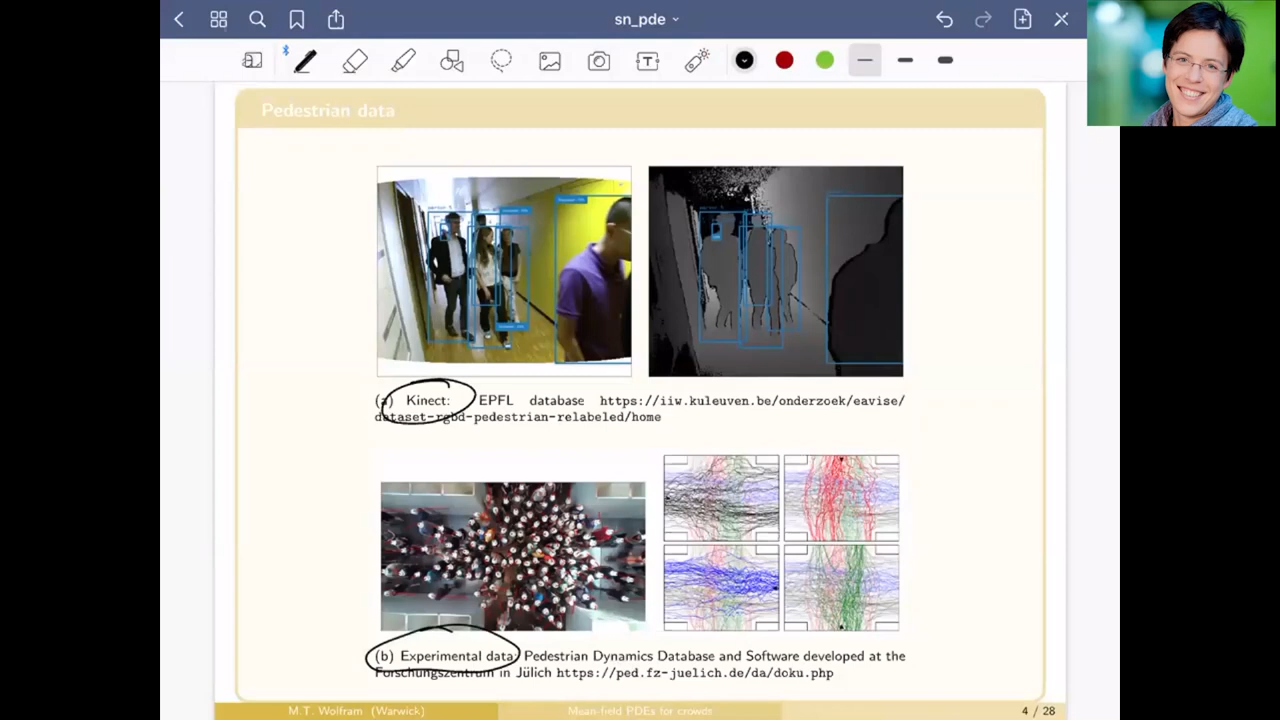 sn_pde
Pedestrian data
(a) Kinect: EPFL database https://iiw.kuleuven.be/onderzoek/eavise/
dataset-rgbd-pedestrian-relabeled/home
(b) Experimental data: Pedestrian Dynamics Database and Software developed at the
Forschungszentrum in Jülich https://ped.fz-juelich.de/da/doku.php
M.T. Wolfram (Warwick) Mean-field PDEs for crowds 4 / 28